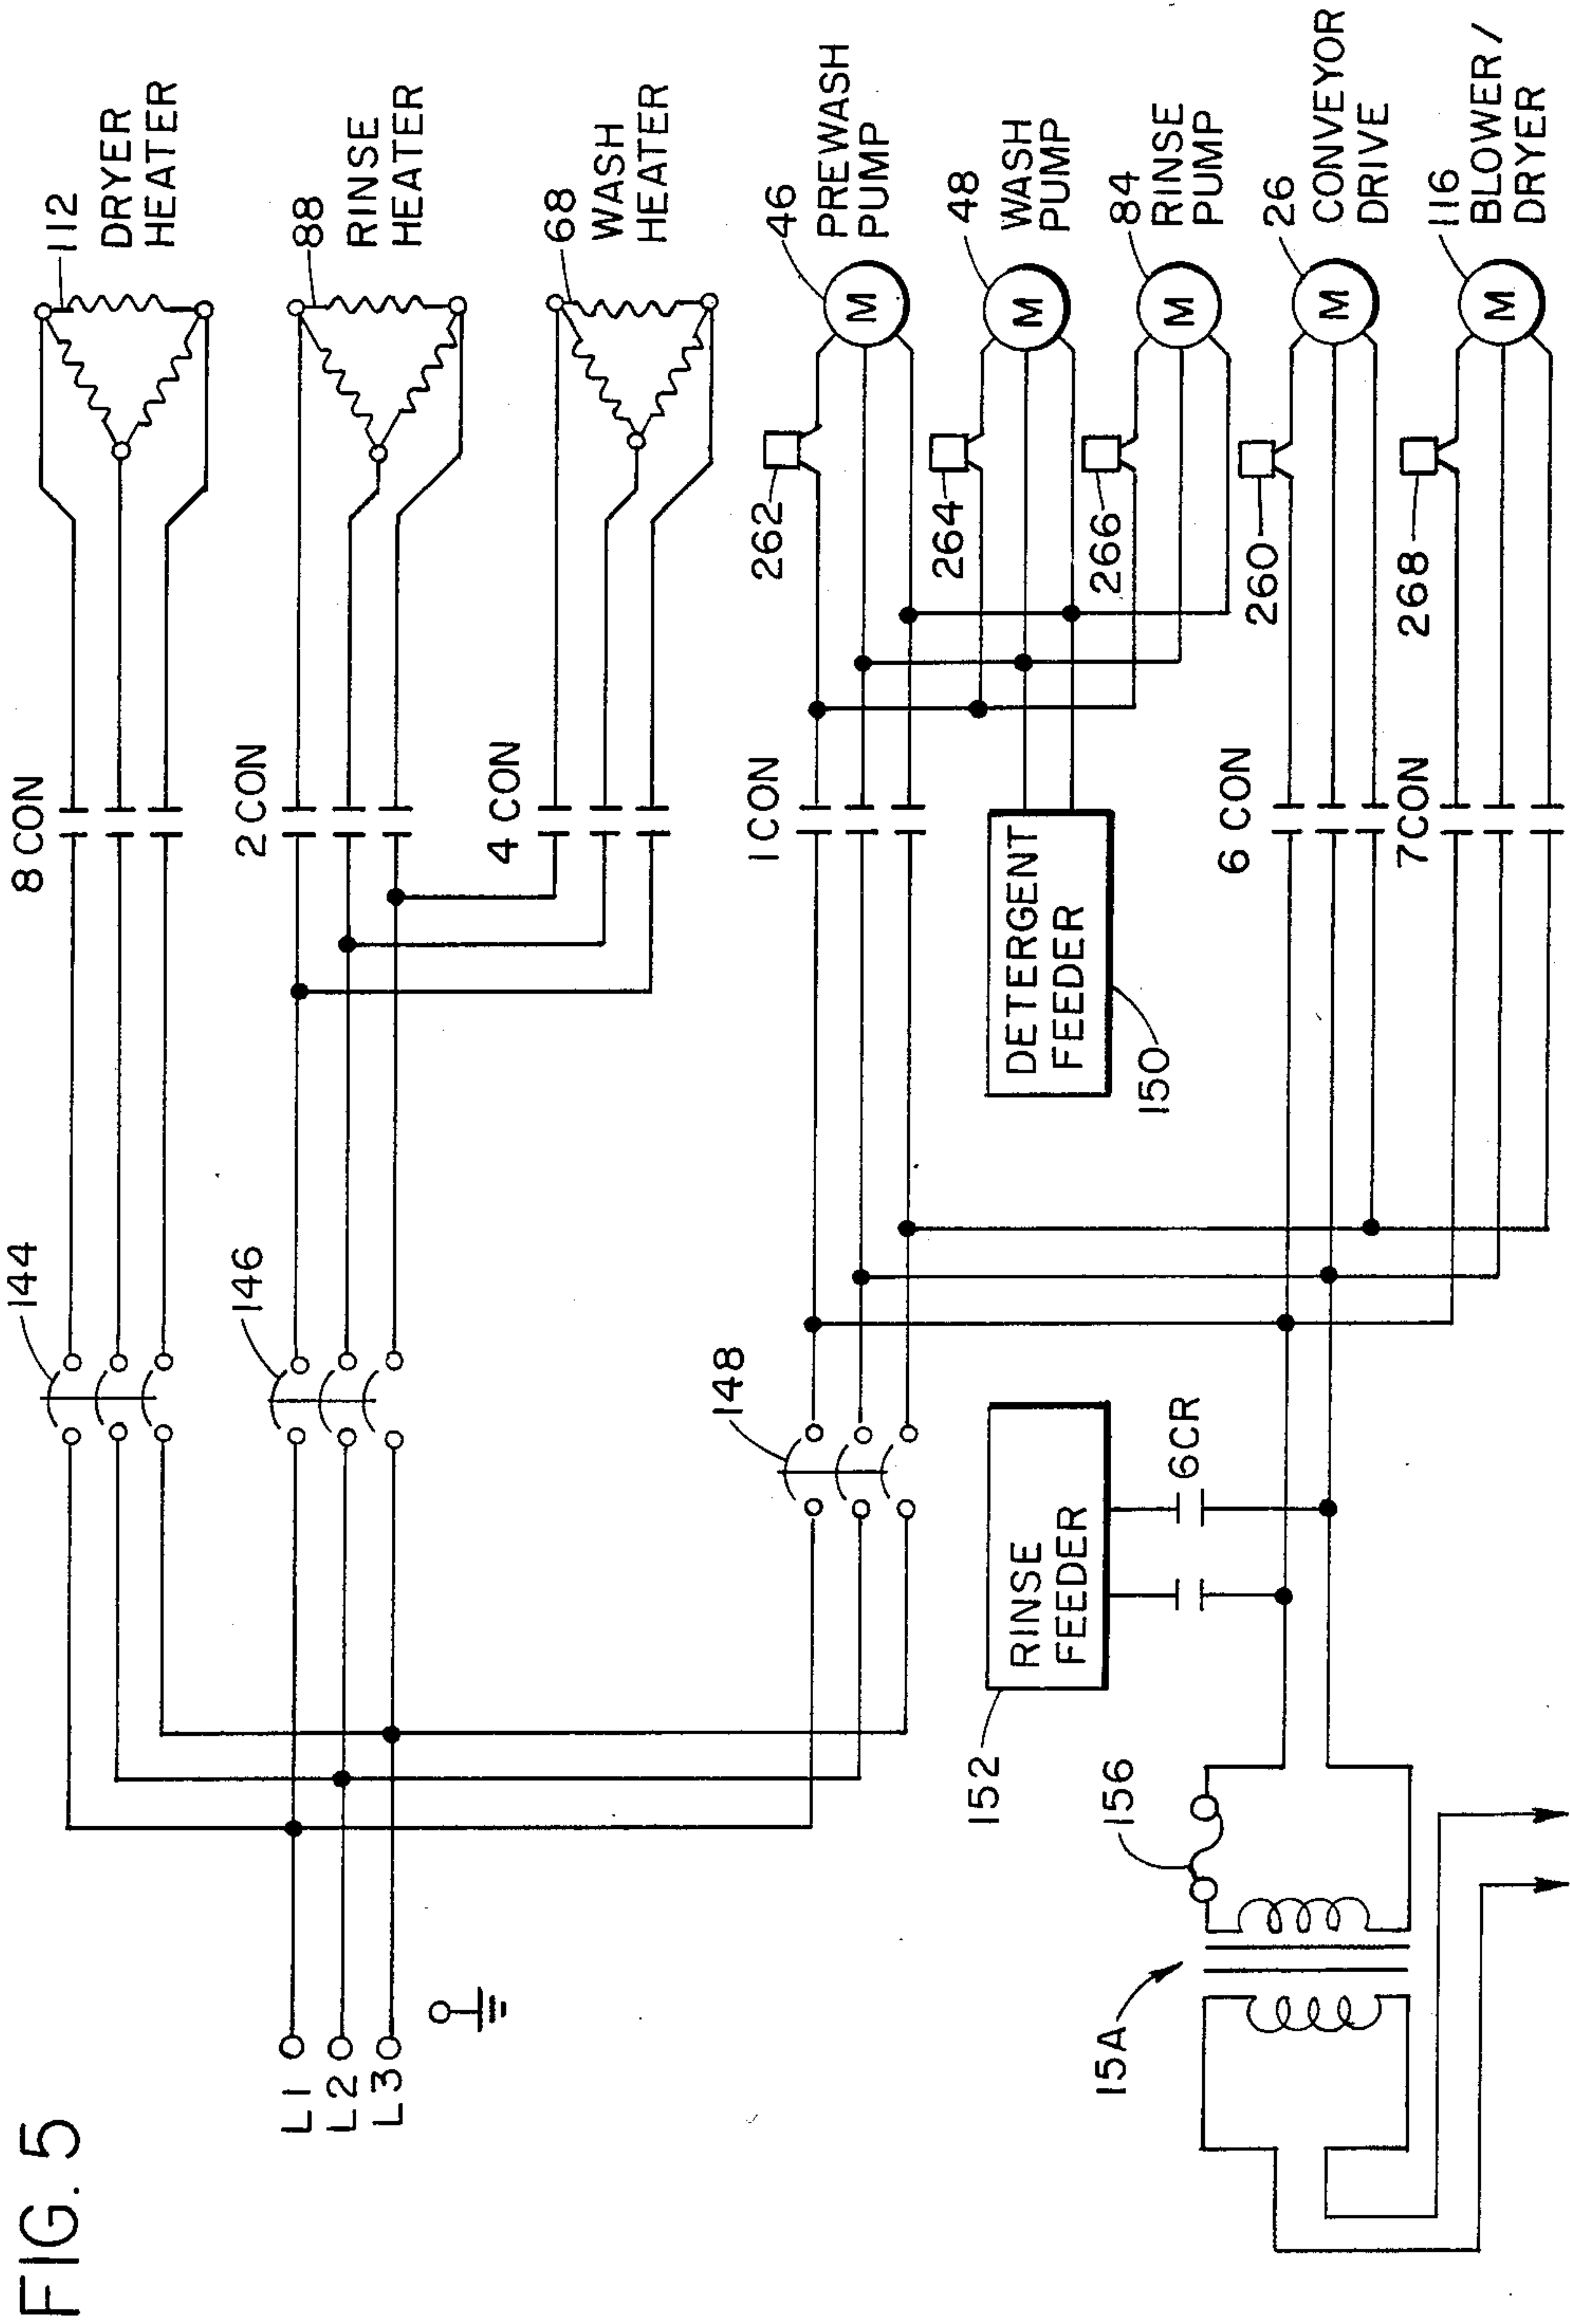 FIG. 5
L1
L2
L3
144
146
148
8 CON
2 CON
4 CON
1 CON
6 CON
7 CON
112
DRYER
HEATER
88
RINSE
HEATER
68
WASH
HEATER
46
PREWASH
PUMP
48
WASH
PUMP
84
RINSE
PUMP
26
CONVEYOR
DRIVE
116
BLOWER/
DRYER
262
264
266
260
268
M
M
M
M
M
DETERGENT
FEEDER
150
RINSE
FEEDER
152
6CR
156
15A